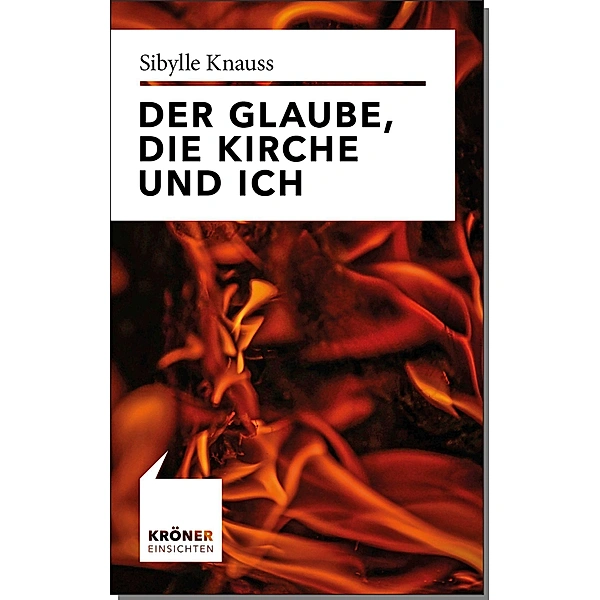 Sibylle Knauss
DER GLAUBE,
DIE KIRCHE
UND ICH
KRÖNER
EINSICHTEN